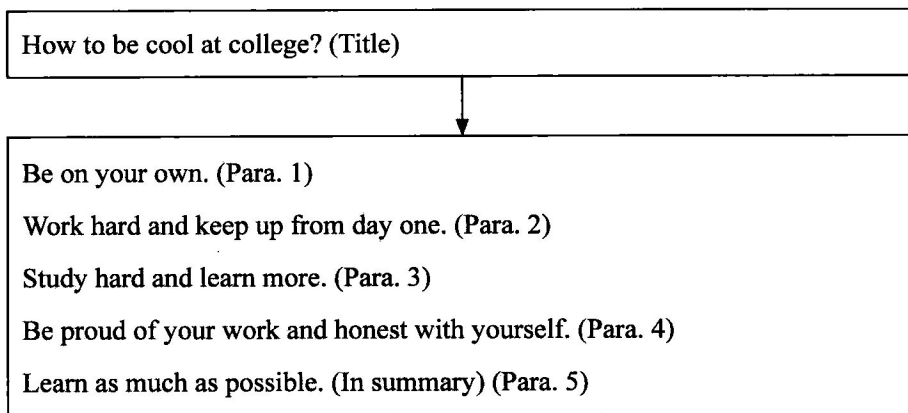 How to be cool at college? (Title)
Be on your own. (Para. 1)
Work hard and keep up from day one. (Para. 2)
Study hard and learn more. (Para. 3)
Be proud of your work and honest with yourself. (Para. 4)
Learn as much as possible. (In summary) (Para. 5)